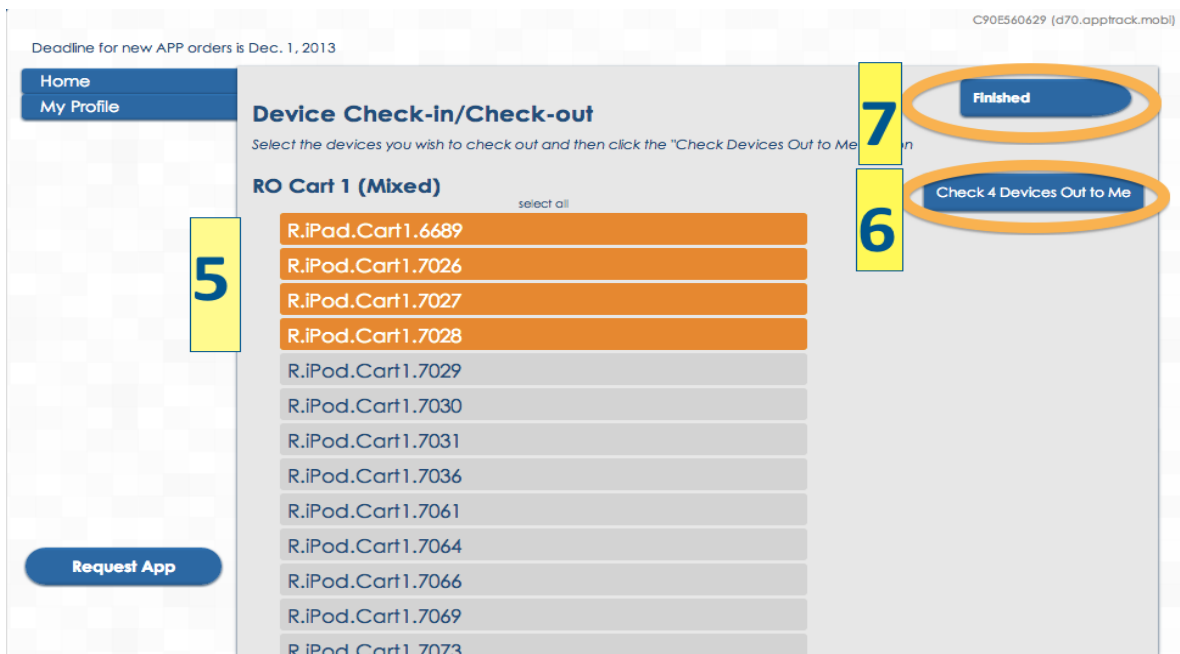 C90E560629 (d70.apptrack.mobi)
Deadline for new APP orders is Dec. 1, 2013
Home
My Profile
Finished
7
Device Check-in/Check-out
Select the devices you wish to check out and then click the "Check Devices Out to Me
RO Cart 1 (Mixed)
select all
Check 4 Devices Out to Me
6
5
R.iPad.Cart1.6689
R.iPod.Cart1.7026
R.iPod.Cart1.7027
R.iPod.Cart1.7028
R.iPod.Cart1.7029
R.iPod.Cart1.7030
R.iPod.Cart1.7031
R.iPod.Cart1.7036
R.iPod.Cart1.7061
R.iPod.Cart1.7064
Request App
R.iPod.Cart1.7066
R.iPod.Cart1.7069
R.iPod.Cart1.7073